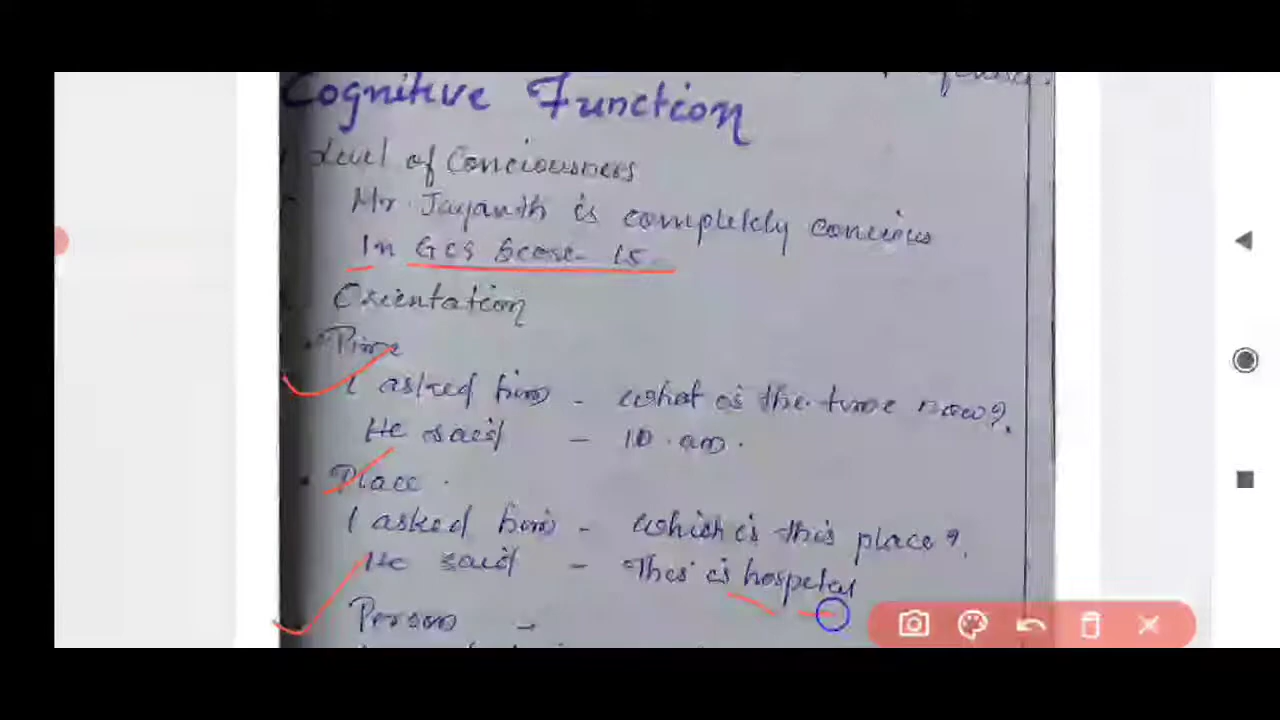 Cognitive Function
Level of Conciousness
Mr. Jayanth is completely concious
In GCS Score - 15
Orientation
• Time
I asked him - what is the time now?
He said - 10 am.
• Place
I asked him - which is this place?
He said - This is hospital
Person -